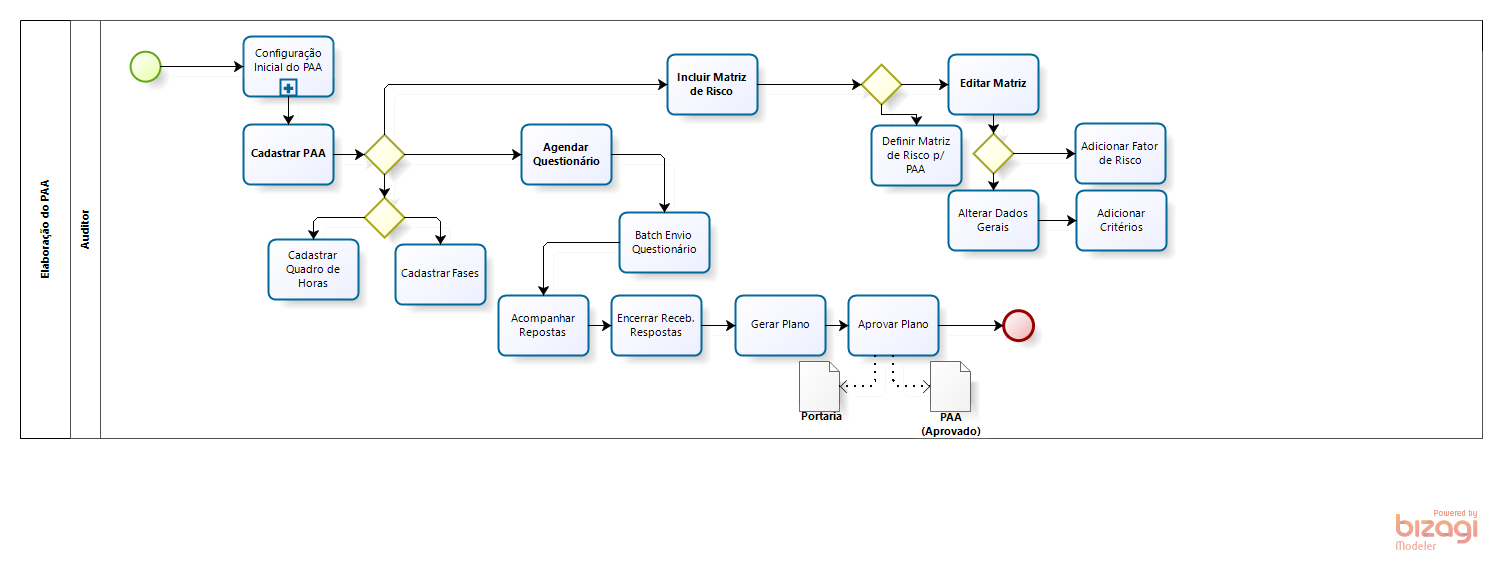 Elaboração do PAA
Auditor
Configuração
Inicial do PAA
Cadastrar PAA
Incluir Matriz
de Risco
Editar Matriz
Definir Matriz
de Risco p/
PAA
Adicionar Fator
de Risco
Agendar
Questionário
Alterar Dados
Gerais
Adicionar
Critérios
Batch Envio
Questionário
Cadastrar
Quadro de
Horas
Cadastrar Fases
Acompanhar
Repostas
Encerrar Receb.
Respostas
Gerar Plano
Aprovar Plano
Portaria
PAA
(Aprovado)
Powered by
bizagi
Modeler